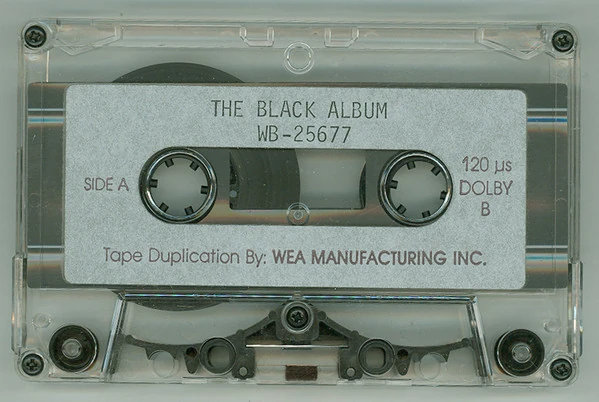 THE BLACK ALBUM
WB-25677
SIDE A
120 µs
DOLBY
B
Tape Duplication By: WEA MANUFACTURING INC.